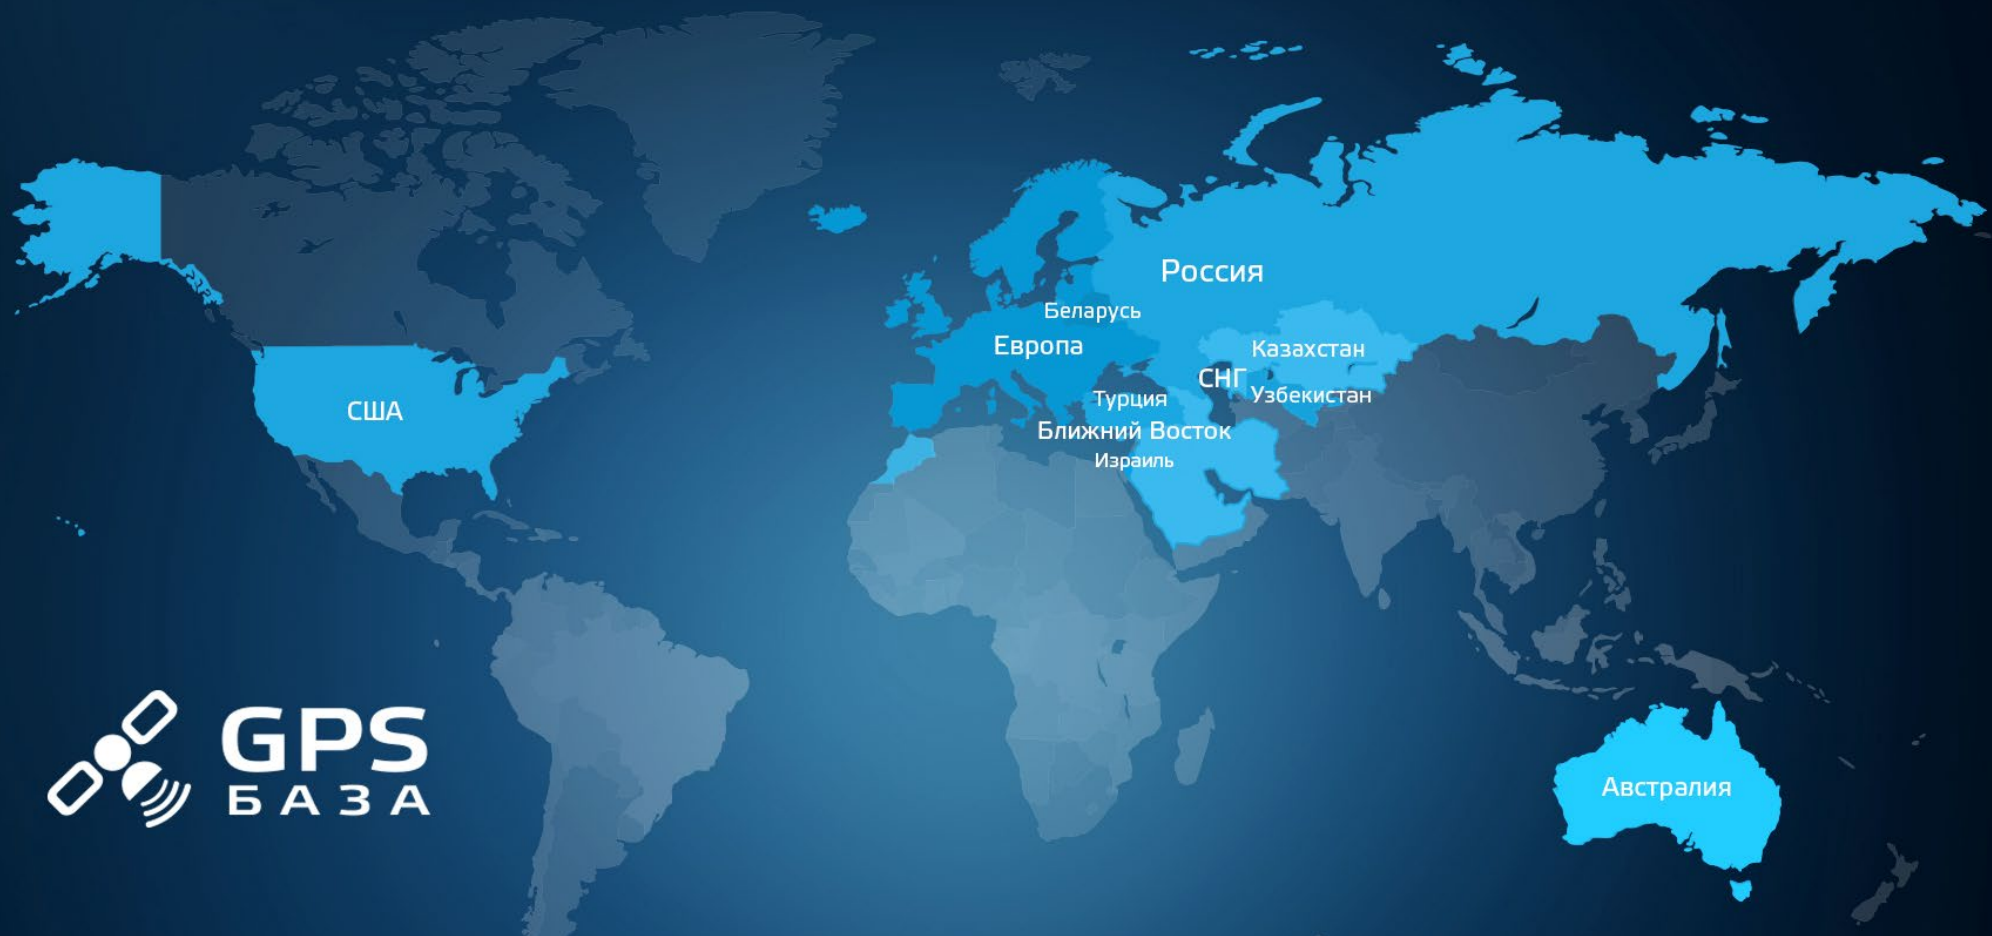 Россия
Беларусь
Европа
Казахстан
СНГ
Узбекистан
Турция
США
Ближний Восток
Израиль
GPS
БАЗА
Австралия